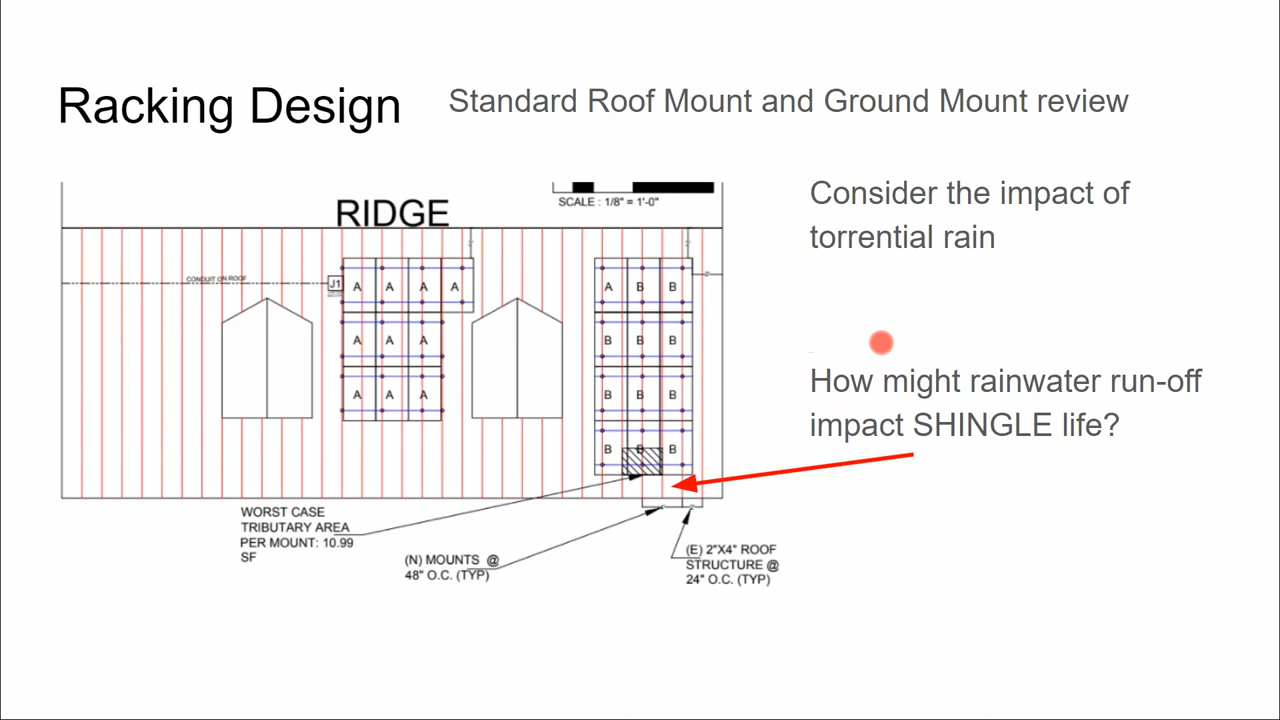 Racking Design
Standard Roof Mount and Ground Mount review
SCALE : 1/8" = 1'-0"
RIDGE
Consider the impact of
torrential rain
CONDUIT ON ROOF
J1
A A A A
A B B
A A A
B B B
A A A
B B B
B B B
How might rainwater run-off
impact SHINGLE life?
WORST CASE
TRIBUTARY AREA
PER MOUNT: 10.99
SF
(N) MOUNTS @
48" O.C. (TYP)
(E) 2"X4" ROOF
STRUCTURE @
24" O.C. (TYP)